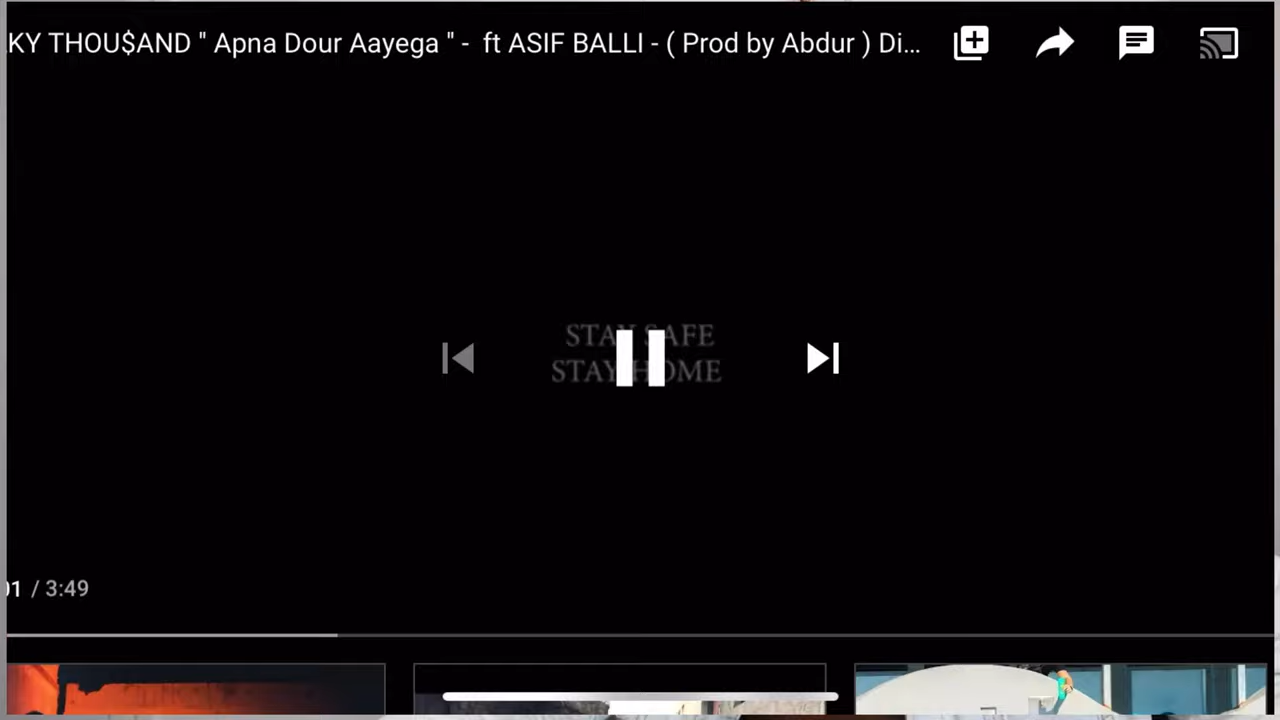 KY THOU$AND " Apna Dour Aayega " - ft ASIF BALLI - ( Prod by Abdur ) Di...
STAY SAFE
STAY HOME
01 / 3:49